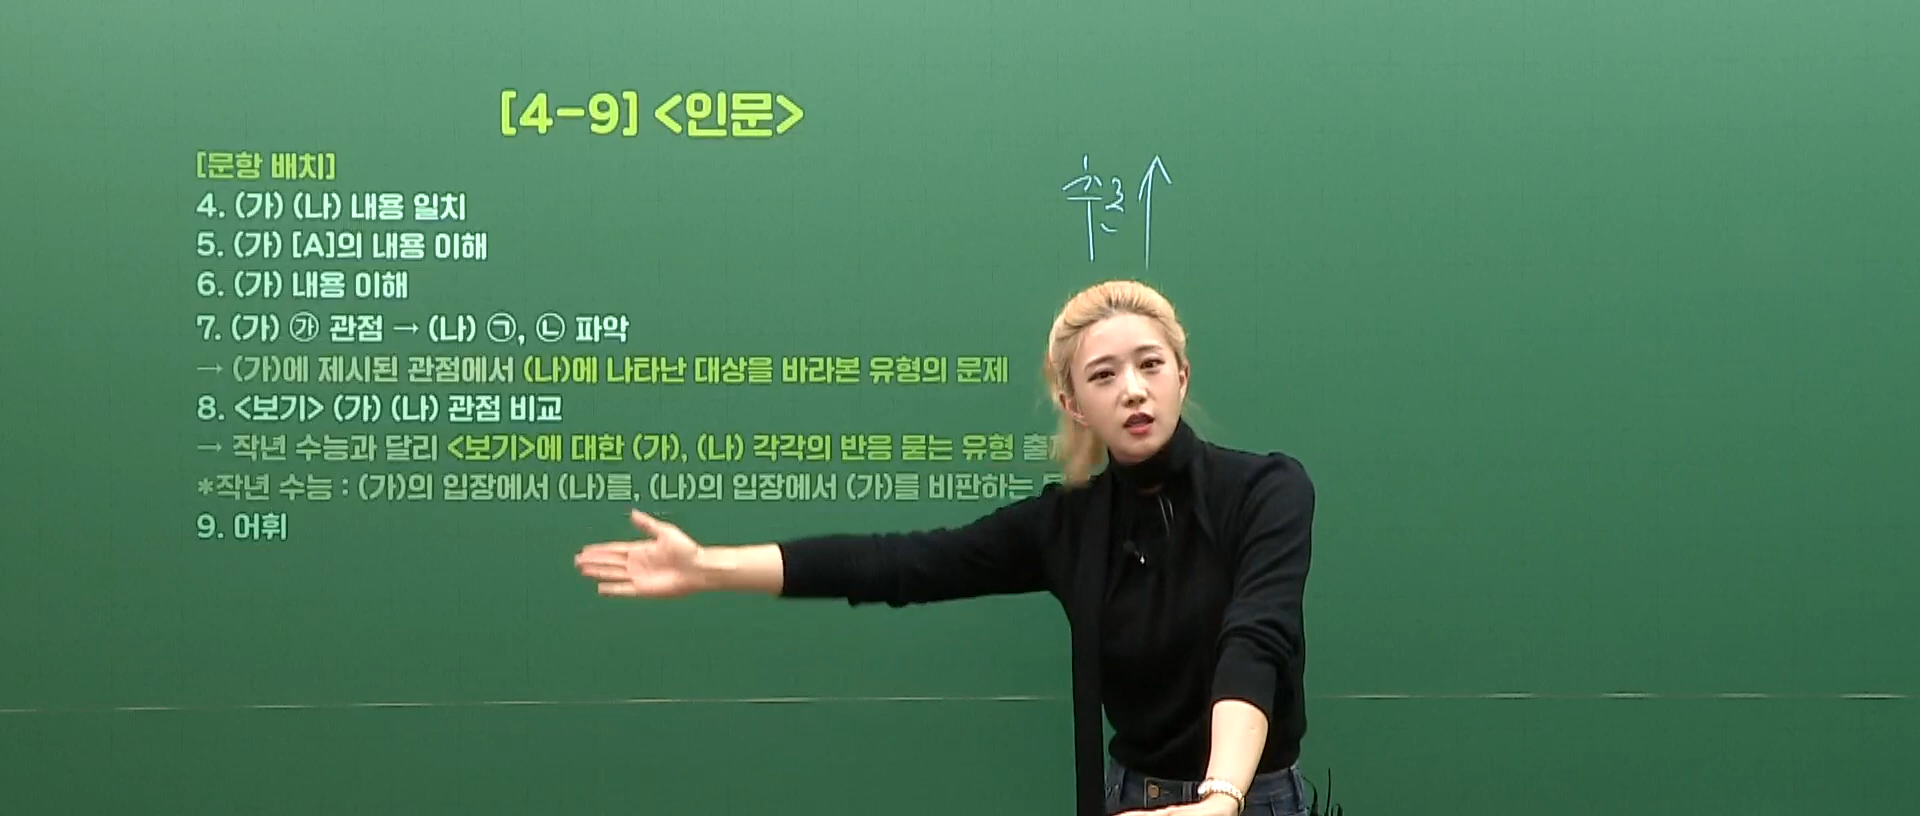 [4-9] <인문>
[문항 배치]
4. (가) (나) 내용 일치
5. (가) [A]의 내용 이해
6. (가) 내용 이해
7. (가) ㉮ 관점 → (나) ㉠, ㉡ 파악
→ (가)에 제시된 관점에서 (나)에 나타난 대상을 바라본 유형의 문제
8. <보기> (가) (나) 관점 비교
→ 작년 수능과 달리 <보기>에 대한 (가), (나) 각각의 반응 묻는 유형
*작년 수능 : (가)의 입장에서 (나)를, (나)의 입장에서 (가)를 비판하는
9. 어휘
추론 ↑